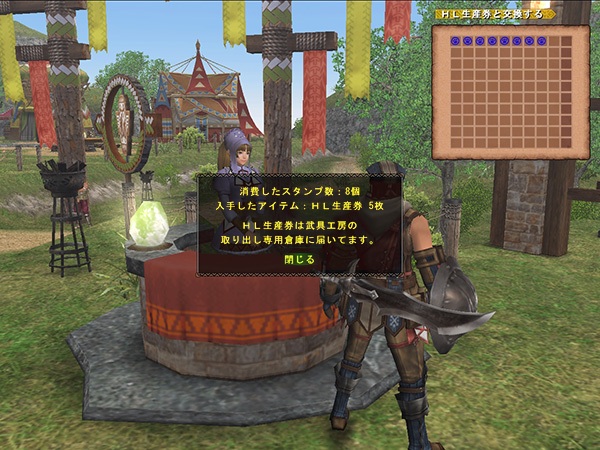 ＨＬ生産券と交換する
消費したスタンプ数：8個
入手したアイテム：ＨＬ生産券 5枚
ＨＬ生産券は武具工房の
取り出し専用倉庫に届いてます。
閉じる